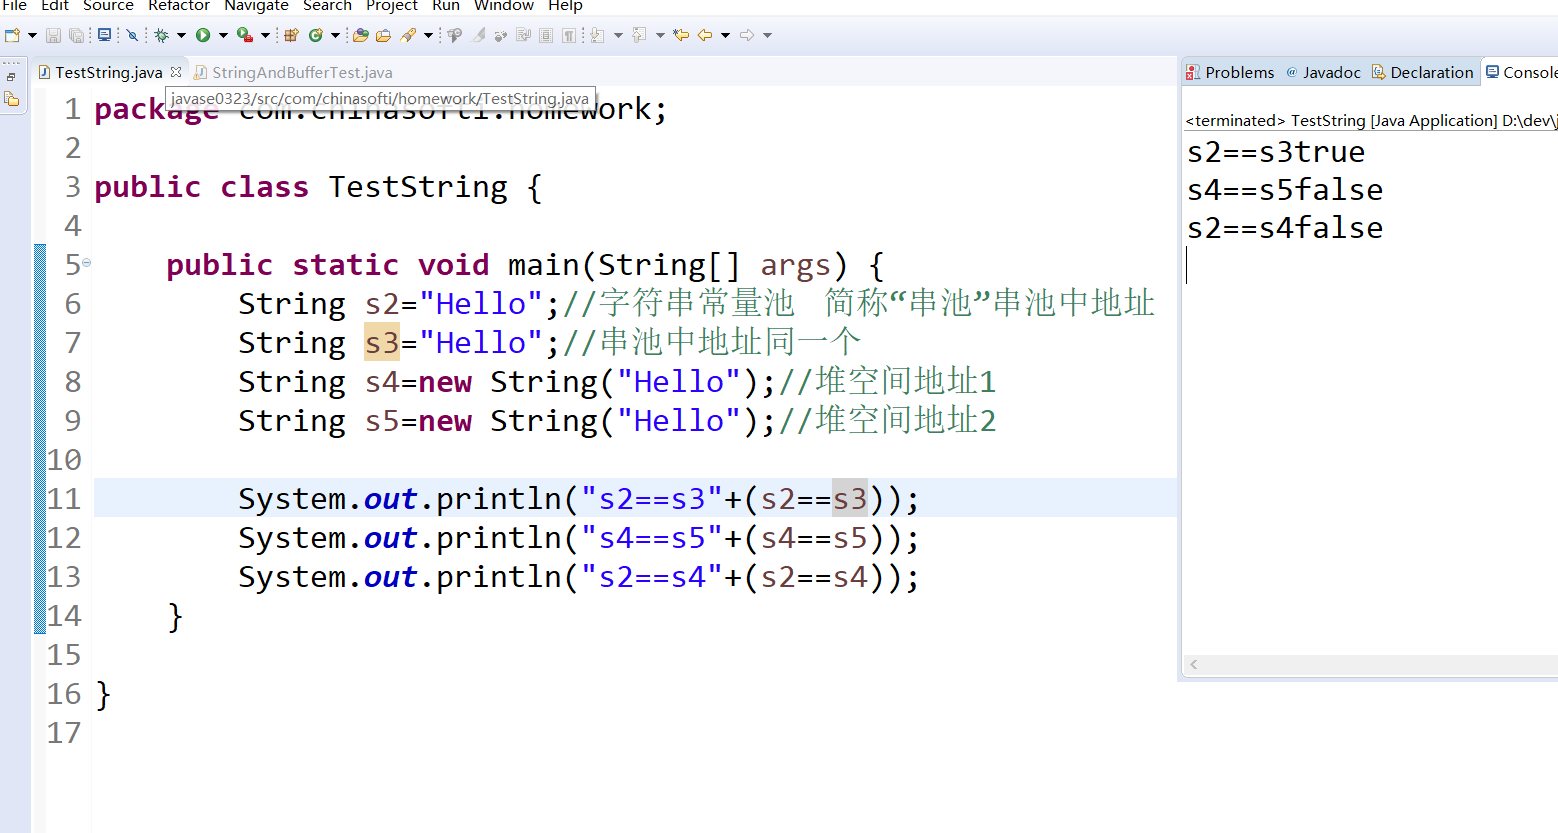 File Edit Source Refactor Navigate Search Project Run Window Help
TestString.java StringAndBufferTest.java
javase0323/src/com/chinasofti/homework/TestString.java
1 package com.chinasofti.homework;
2
3 public class TestString {
4
5 public static void main(String[] args) {
6 String s2="Hello";//字符串常量池 简称“串池”串池中地址
7 String s3="Hello";//串池中地址同一个
8 String s4=new String("Hello");//堆空间地址1
9 String s5=new String("Hello");//堆空间地址2
10
11 System.out.println("s2==s3"+(s2==s3));
12 System.out.println("s4==s5"+(s4==s5));
13 System.out.println("s2==s4"+(s2==s4));
14 }
15
16 }
17
Problems Javadoc Declaration Console
<terminated> TestString [Java Application] D:\dev\j
s2==s3true
s4==s5false
s2==s4false